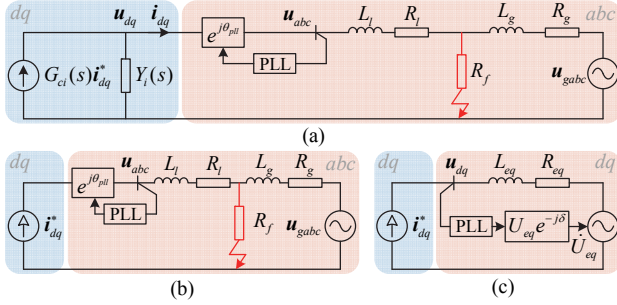 dq u_dq i_dq abc
e^{jθ_pll} u_abc L_l R_l L_g R_g
G_ci(s)i*_dq Y_i(s) PLL R_f u_gabc
(a)
dq u_abc L_l R_l L_g R_g abc
e^{jθ_pll}
i*_dq PLL R_f u_gabc
(b)
dq u_dq L_eq R_eq dq
i*_dq PLL U_eq e^{-jδ} U̇_eq
(c)